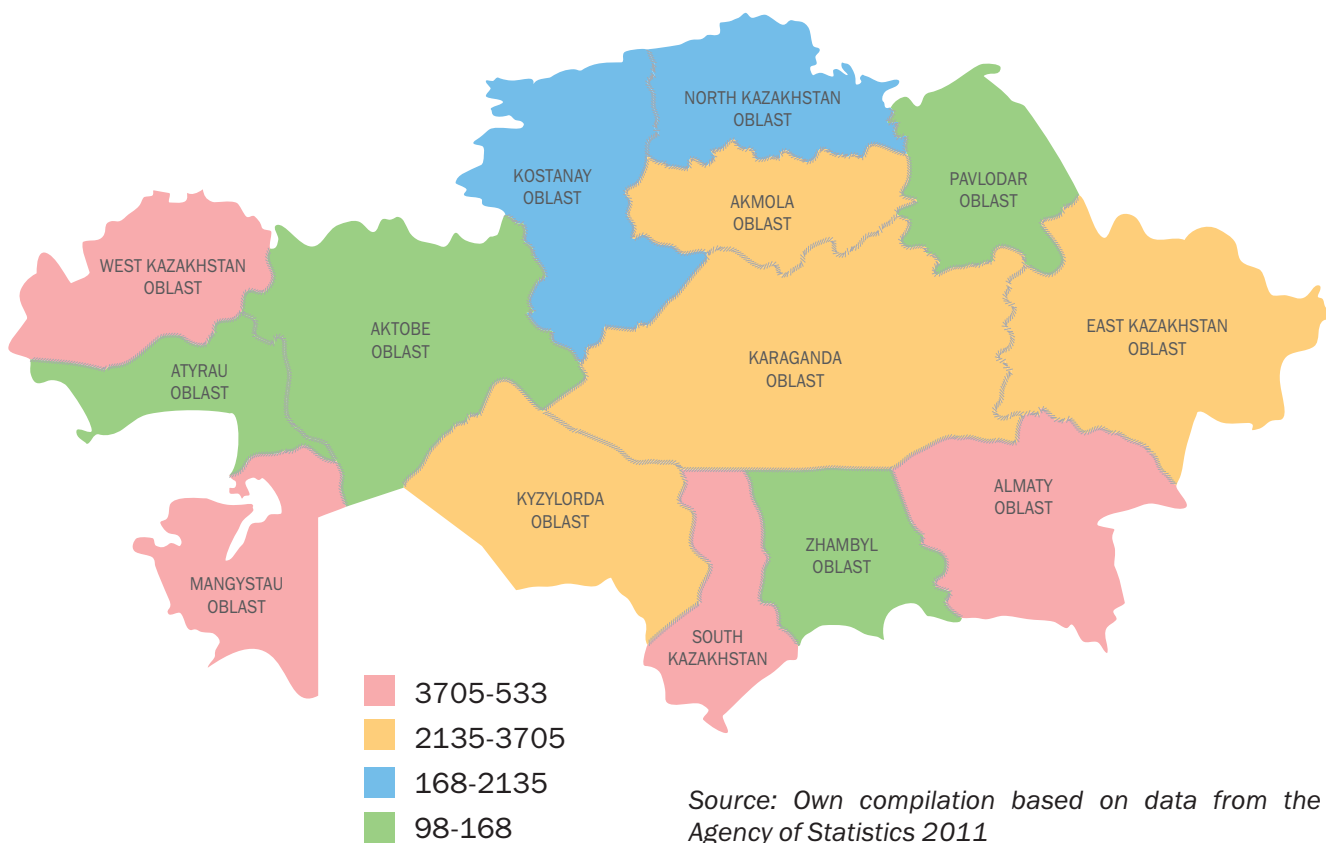 NORTH KAZAKHSTAN
OBLAST
KOSTANAY
OBLAST
PAVLODAR
OBLAST
AKMOLA
OBLAST
WEST KAZAKHSTAN
OBLAST
AKTOBE
OBLAST
EAST KAZAKHSTAN
OBLAST
KARAGANDA
OBLAST
ATYRAU
OBLAST
ALMATY
OBLAST
KYZYLORDA
OBLAST
ZHAMBYL
OBLAST
MANGYSTAU
OBLAST
SOUTH
KAZAKHSTAN
3705-533
2135-3705
168-2135
98-168
Source: Own compilation based on data from the
Agency of Statistics 2011